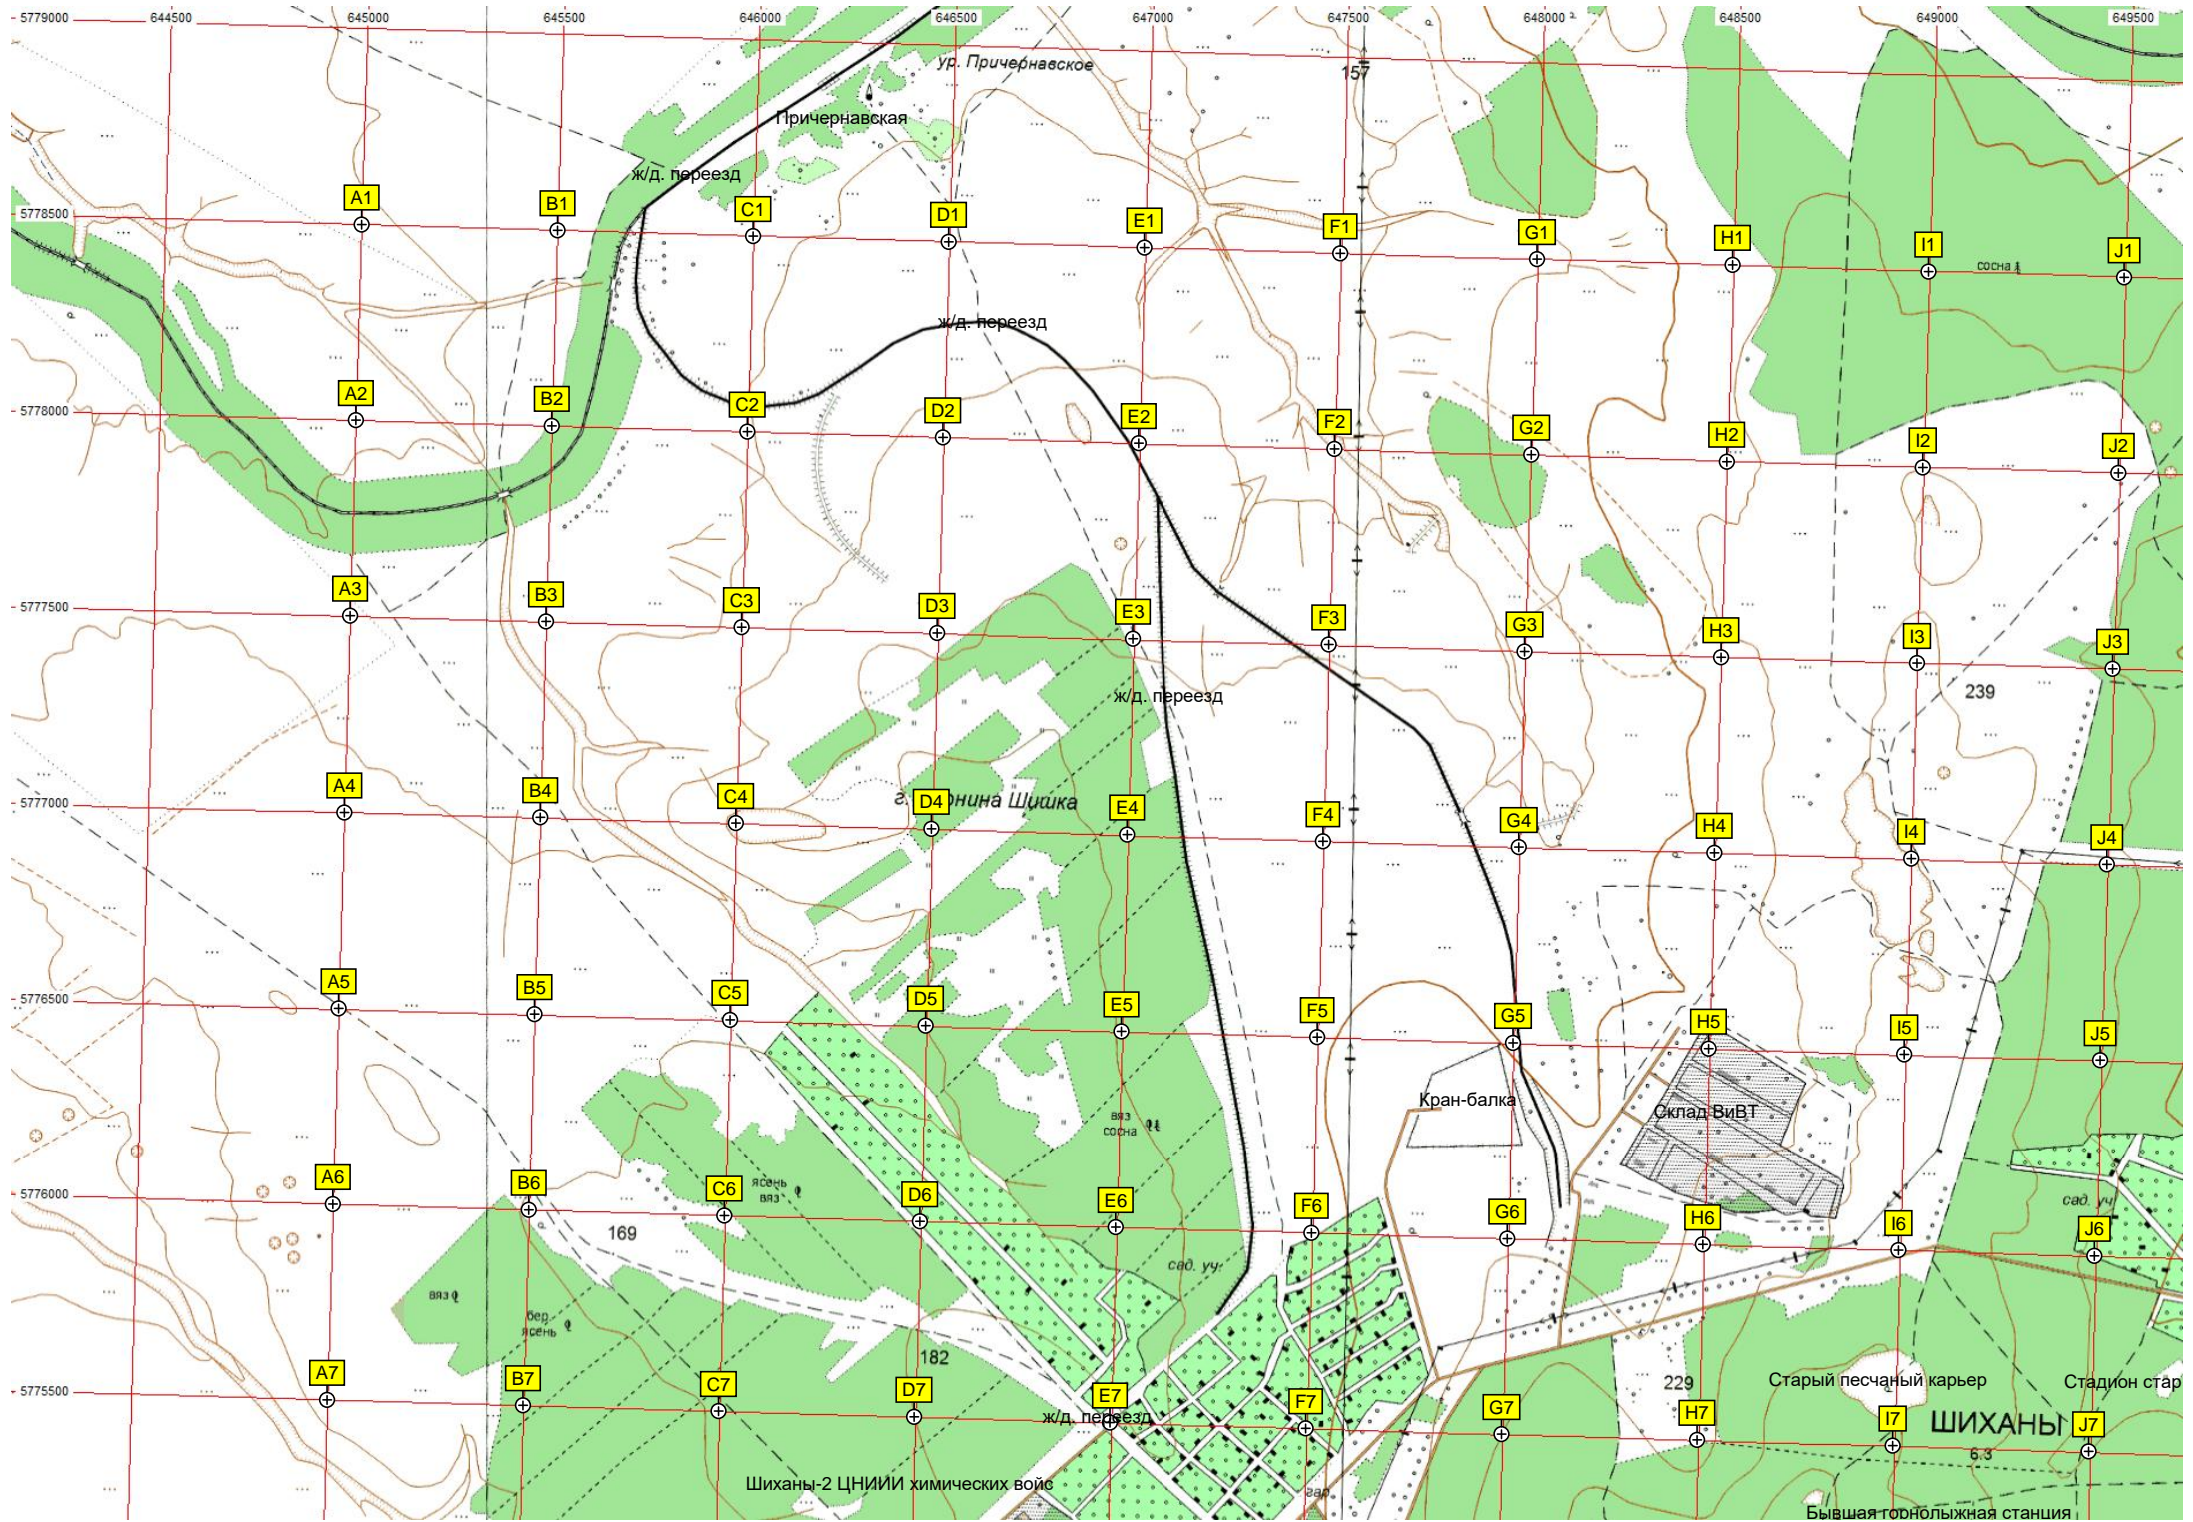 5779000 644500 645000 645500 646000 646500 647000 647500 648000 648500 649000 649500
ур. Причернавское
157
Причернавская
ж/д. переезд
5778500
A1 B1 C1 D1 E1 F1 G1 H1 I1 J1
сосна
ж/д. переезд
5778000
A2 B2 C2 D2 E2 F2 G2 H2 I2 J2
5777500
A3 B3 C3 D3 E3 F3 G3 H3 I3 J3
ж/д. переезд
239
5777000
A4 B4 C4 D4 E4 F4 G4 H4 I4 J4
г. Шишка
5776500
A5 B5 C5 D5 E5 F5 G5 H5 I5 J5
Кран-балка
Склад ВиВТ
вяз
сосна
5776000
A6 B6 C6 D6 E6 F6 G6 H6 I6 J6
ясень
вяз
сад. уч.
169
сад. уч.
вяз
бер.
ясень
182
5775500
A7 B7 C7 D7 E7 F7 G7 H7 I7 J7
229
Старый песчаный карьер
Стадион стар
ж/д. переезд
ШИХАНЫ
6.3
Шиханы-2 ЦНИИИ химических войс
гар.
Бывшая горнолыжная станция